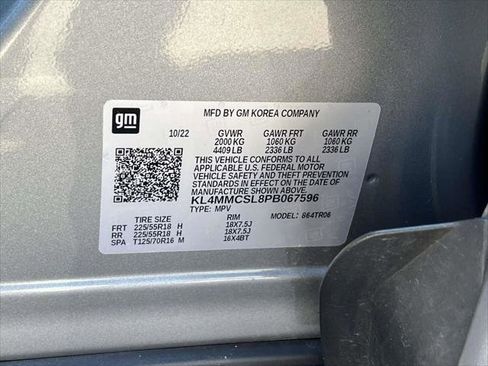 gm
MFD BY GM KOREA COMPANY
10/22 GVWR GAWR FRT GAWR RR
2000 KG 1060 KG 1060 KG
4409 LB 2336 LB 2336 LB
THIS VEHICLE CONFORMS TO ALL
APPLICABLE U.S. FEDERAL MOTOR
VEHICLE SAFETY AND THEFT
PREVENTION STANDARDS IN
EFFECT ON THE DATE OF
MANUFACTURE SHOWN ABOVE.
KL4MMCSL8PB067596
TYPE: MPV MODEL: 864TR06
TIRE SIZE RIM
FRT 225/55R18 H 18X7.5J
RR 225/55R18 H 18X7.5J
SPA T125/70R16 M 16X4BT